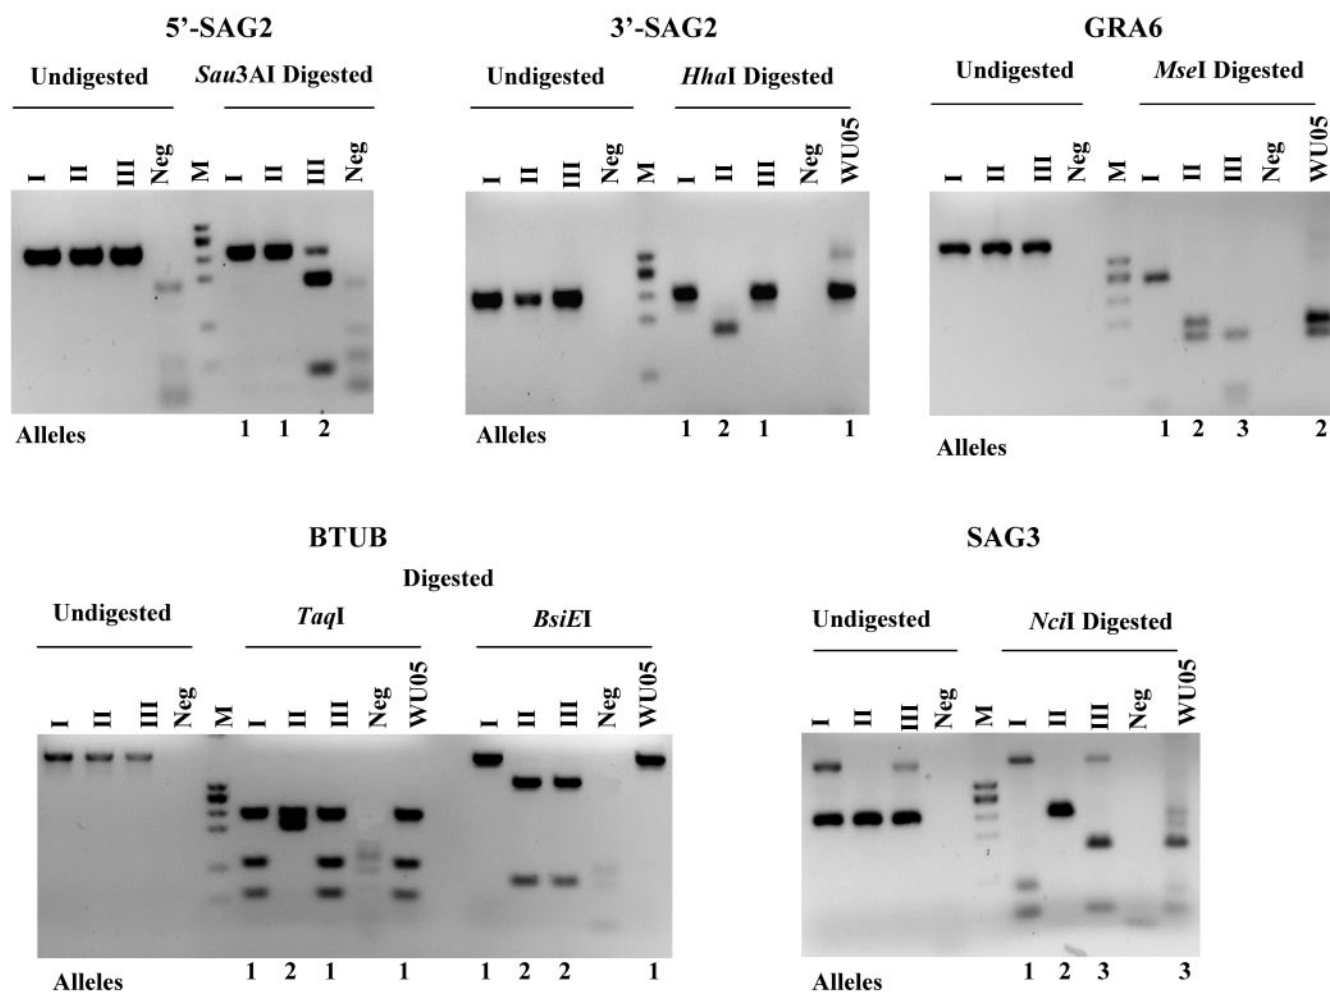 5’-SAG2
Undigested
Sau3AI Digested
I II III Neg M I II III Neg
Alleles 1 1 2
3’-SAG2
Undigested
HhaI Digested
I II III Neg M I II III Neg WU05
1 2 1 1
GRA6
Undigested
MseI Digested
I II III Neg M I II III Neg WU05
1 2 3 2
Alleles
BTUB
Digested
Undigested
TaqI
BsiEI
I II III Neg M I II III Neg WU05 I II III Neg WU05
Alleles 1 2 1 1 1 2 2 1
SAG3
Undigested
NciI Digested
I II III Neg M I II III Neg WU05
Alleles 1 2 3 3